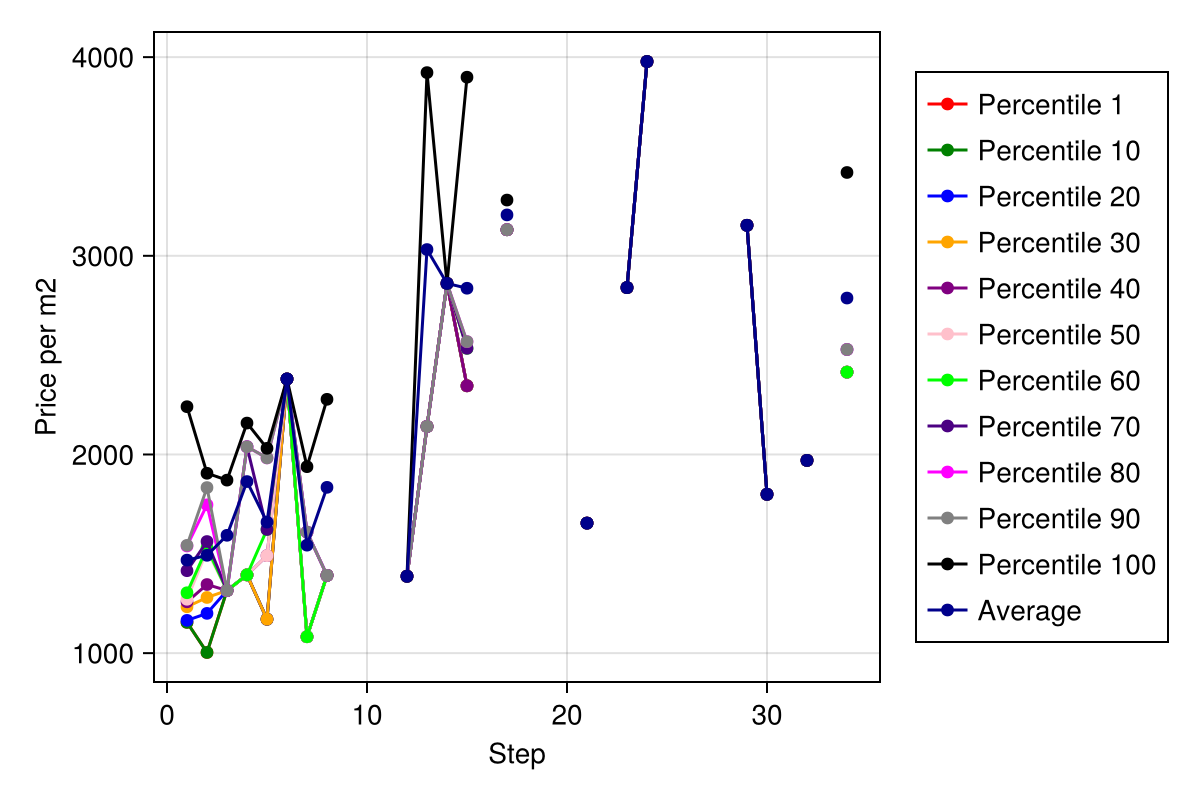 4000
3000
2000
1000
Price per m2
0 10 20 30
Step
Percentile 1
Percentile 10
Percentile 20
Percentile 30
Percentile 40
Percentile 50
Percentile 60
Percentile 70
Percentile 80
Percentile 90
Percentile 100
Average